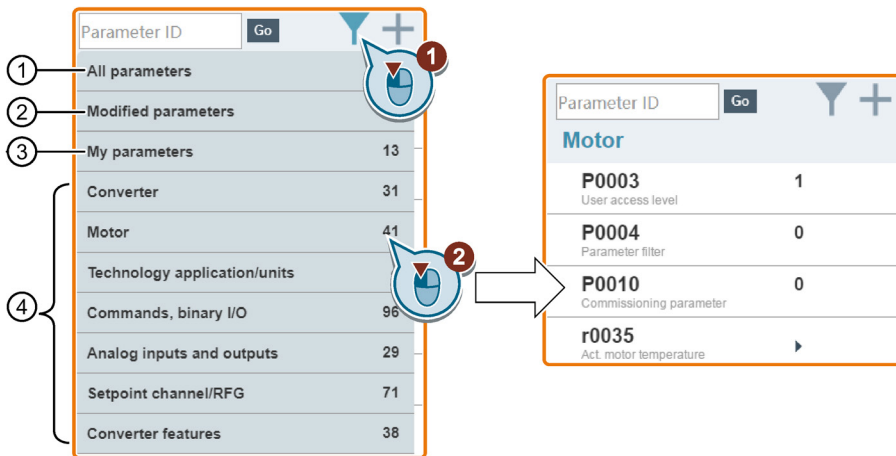 Parameter ID Go
1
1 All parameters
2 Modified parameters
3 My parameters 13
4
Converter 31
Motor 41
2
Technology application/units
Commands, binary I/O 96
Analog inputs and outputs 29
Setpoint channel/RFG 71
Converter features 38
Parameter ID Go
Motor
P0003 1
User access level
P0004 0
Parameter filter
P0010 0
Commissioning parameter
r0035
Act. motor temperature